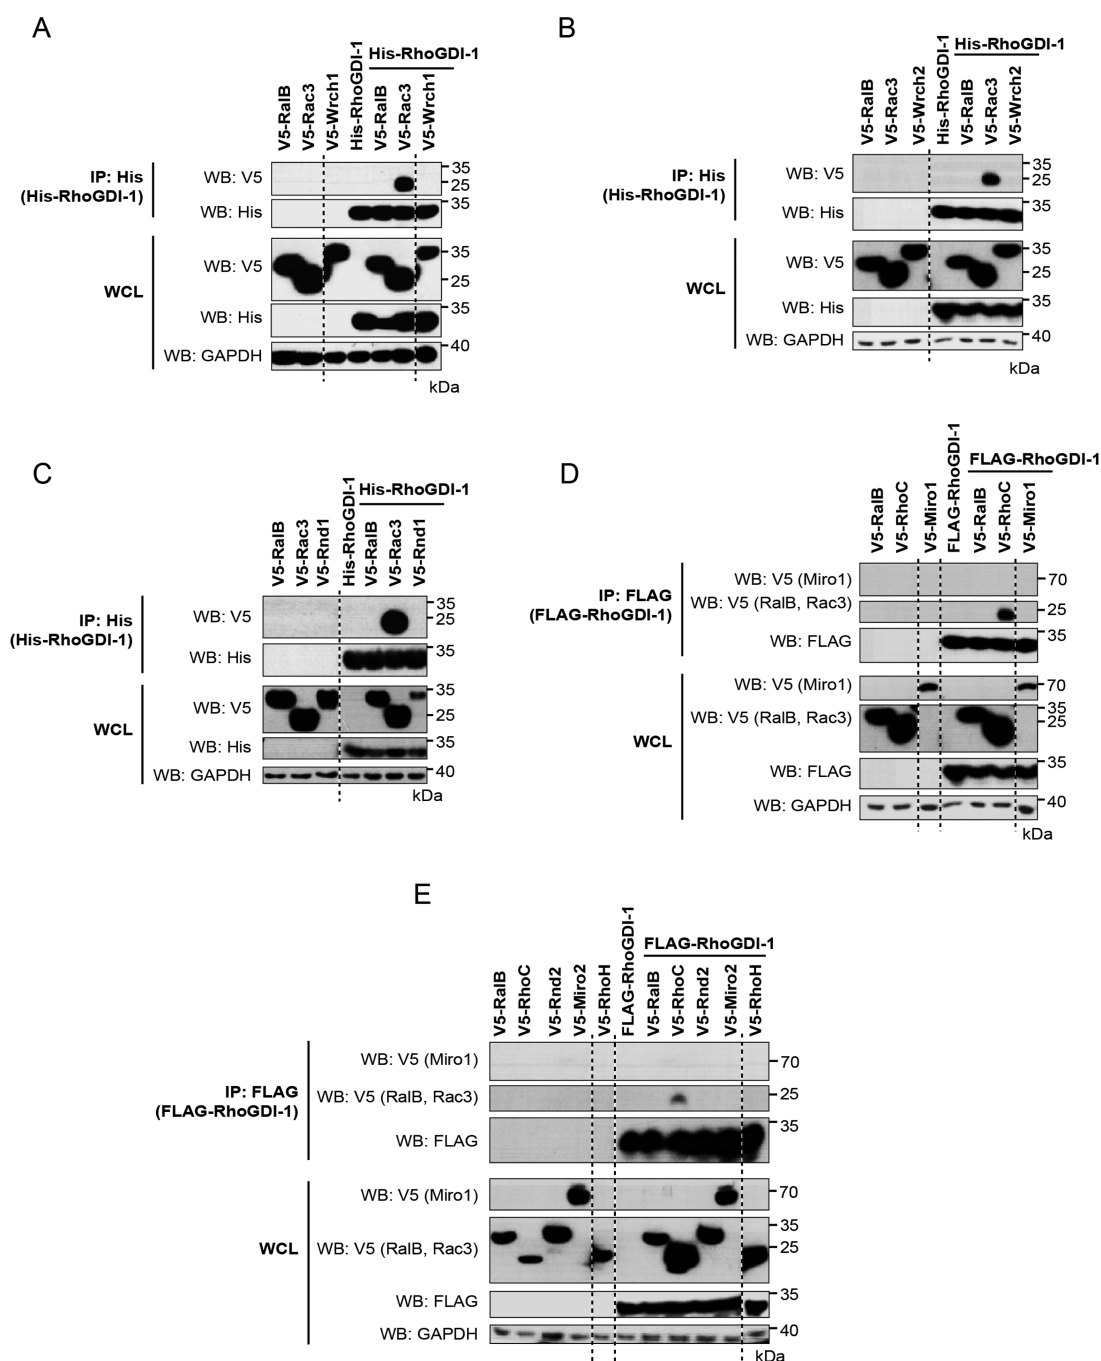 A
His-RhoGDI-1
V5-RalB
V5-Rac3
V5-Wrch1
His-RhoGDI-1
V5-RalB
V5-Rac3
V5-Wrch1
IP: His
(His-RhoGDI-1)
WB: V5
35
25
WB: His
35
WCL
WB: V5
35
25
WB: His
35
WB: GAPDH
40
kDa
B
His-RhoGDI-1
V5-RalB
V5-Rac3
V5-Wrch2
His-RhoGDI-1
V5-RalB
V5-Rac3
V5-Wrch2
IP: His
(His-RhoGDI-1)
WB: V5
35
25
WB: His
35
WCL
WB: V5
35
25
WB: His
35
WB: GAPDH
40
kDa
C
His-RhoGDI-1
V5-RalB
V5-Rac3
V5-Rnd1
His-RhoGDI-1
V5-RalB
V5-Rac3
V5-Rnd1
IP: His
(His-RhoGDI-1)
WB: V5
35
25
WB: His
35
WCL
WB: V5
35
25
WB: His
35
WB: GAPDH
40
kDa
D
FLAG-RhoGDI-1
V5-RalB
V5-RhoC
V5-Miro1
FLAG-RhoGDI-1
V5-RalB
V5-RhoC
V5-Miro1
IP: FLAG
(FLAG-RhoGDI-1)
WB: V5 (Miro1)
70
WB: V5 (RalB, Rac3)
25
WB: FLAG
35
WCL
WB: V5 (Miro1)
70
WB: V5 (RalB, Rac3)
35
25
WB: FLAG
35
WB: GAPDH
40
kDa
E
FLAG-RhoGDI-1
V5-RalB
V5-RhoC
V5-Rnd2
V5-Miro2
V5-RhoH
FLAG-RhoGDI-1
V5-RalB
V5-RhoC
V5-Rnd2
V5-Miro2
V5-RhoH
IP: FLAG
(FLAG-RhoGDI-1)
WB: V5 (Miro1)
70
WB: V5 (RalB, Rac3)
25
WB: FLAG
35
WCL
WB: V5 (Miro1)
70
WB: V5 (RalB, Rac3)
35
25
WB: FLAG
35
WB: GAPDH
40
kDa